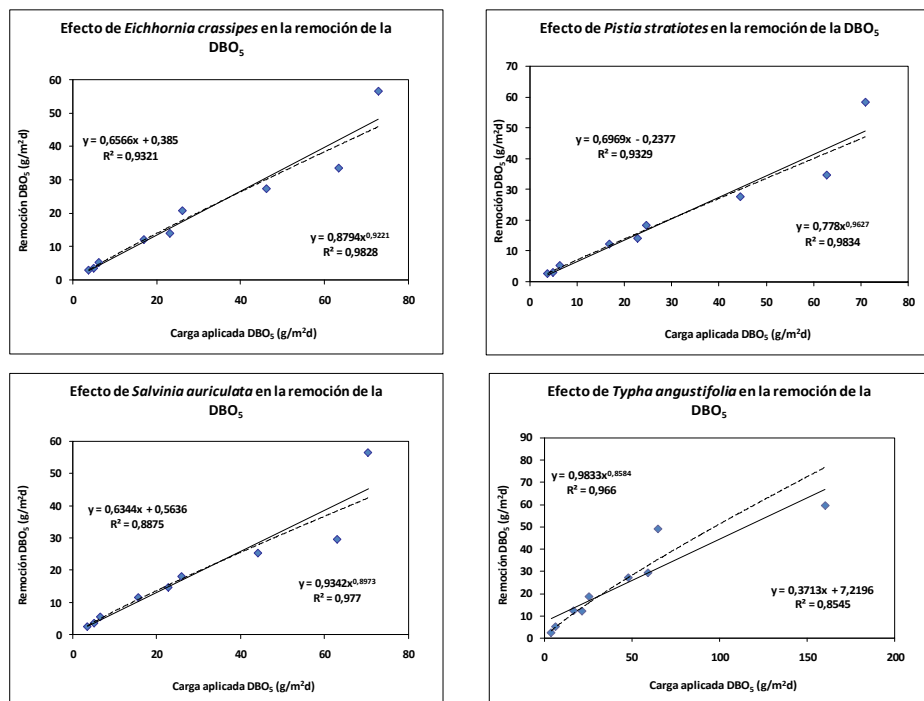 Efecto de Eichhornia crassipes en la remoción de la
DBO₅
Remoción DBO₅ (g/m²d)
60
50
40
30
20
10
0
y = 0,6566x + 0,385
R² = 0,9321
y = 0,8794x^0,9221
R² = 0,9828
0 20 40 60 80
Carga aplicada DBO₅ (g/m²d)
Efecto de Pistia stratiotes en la remoción de la DBO₅
Remoción DBO₅ (g/m²d)
70
60
50
40
30
20
10
0
y = 0,6969x - 0,2377
R² = 0,9329
y = 0,778x^0,9627
R² = 0,9834
0 10 20 30 40 50 60 70 80
Carga aplicada DBO₅ (g/m²d)
Efecto de Salvinia auriculata en la remoción de la
DBO₅
Remoción DBO₅ (g/m²d)
60
50
40
30
20
10
0
y = 0,6344x + 0,5636
R² = 0,8875
y = 0,9342x^0,8973
R² = 0,977
0 20 40 60 80
Carga aplicada DBO₅ (g/m²d)
Efecto de Typha angustifolia en la remoción de la
DBO₅
Remoción DBO₅ (g/m²d)
90
80
70
60
50
40
30
20
10
0
y = 0,9833x^0,8584
R² = 0,966
y = 0,3713x + 7,2196
R² = 0,8545
0 50 100 150 200
Carga aplicada DBO₅ (g/m²d)